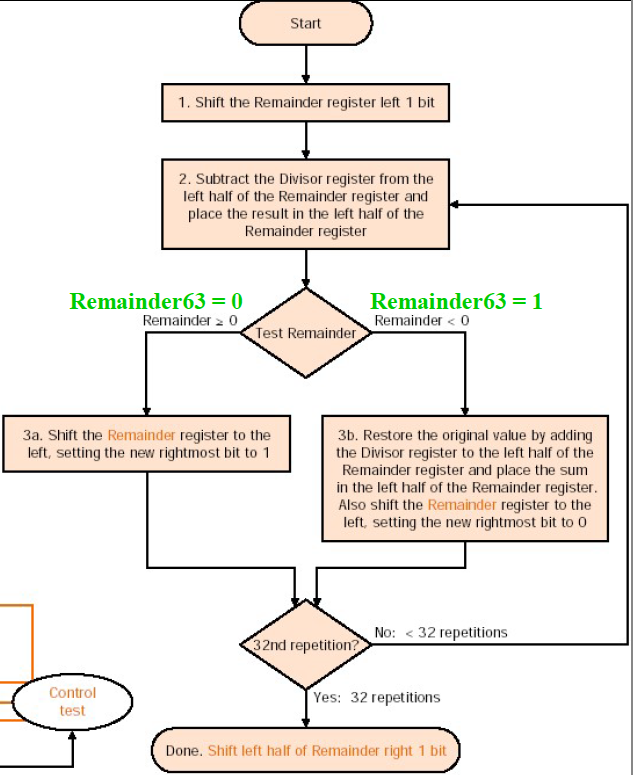 Start
1. Shift the Remainder register left 1 bit
2. Subtract the Divisor register from the
left half of the Remainder register and
place the result in the left half of the
Remainder register
Remainder63 = 0
Remainder63 = 1
Remainder ≥ 0
Test Remainder
Remainder < 0
3a. Shift the Remainder register to the
left, setting the new rightmost bit to 1
3b. Restore the original value by adding
the Divisor register to the left half of the
Remainder register and place the sum
in the left half of the Remainder register.
Also shift the Remainder register to the
left, setting the new rightmost bit to 0
32nd repetition?
No: < 32 repetitions
Control
test
Yes: 32 repetitions
Done. Shift left half of Remainder right 1 bit